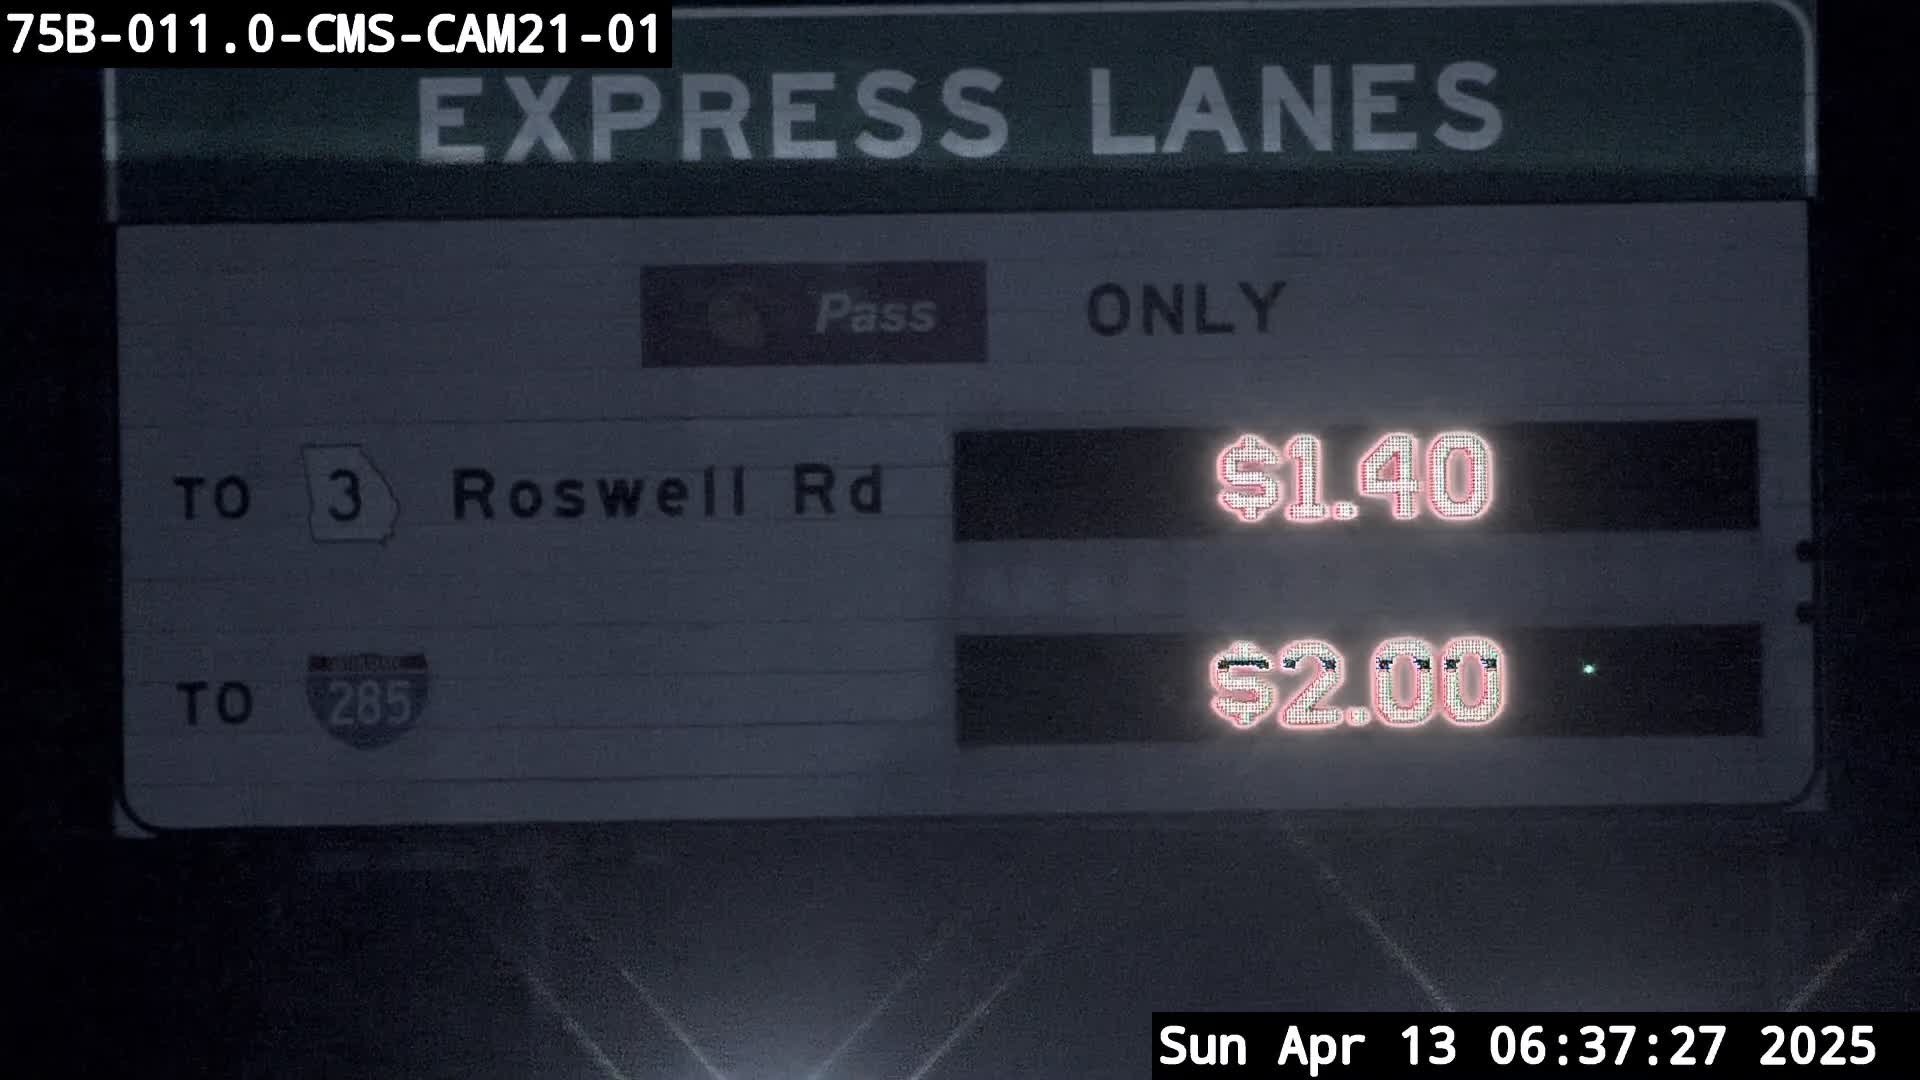 75B-011.0-CMS-CAM21-01
EXPRESS LANES
Pass ONLY
TO 3 Roswell Rd $1.40
TO 285 $2.00
Sun Apr 13 06:37:27 2025